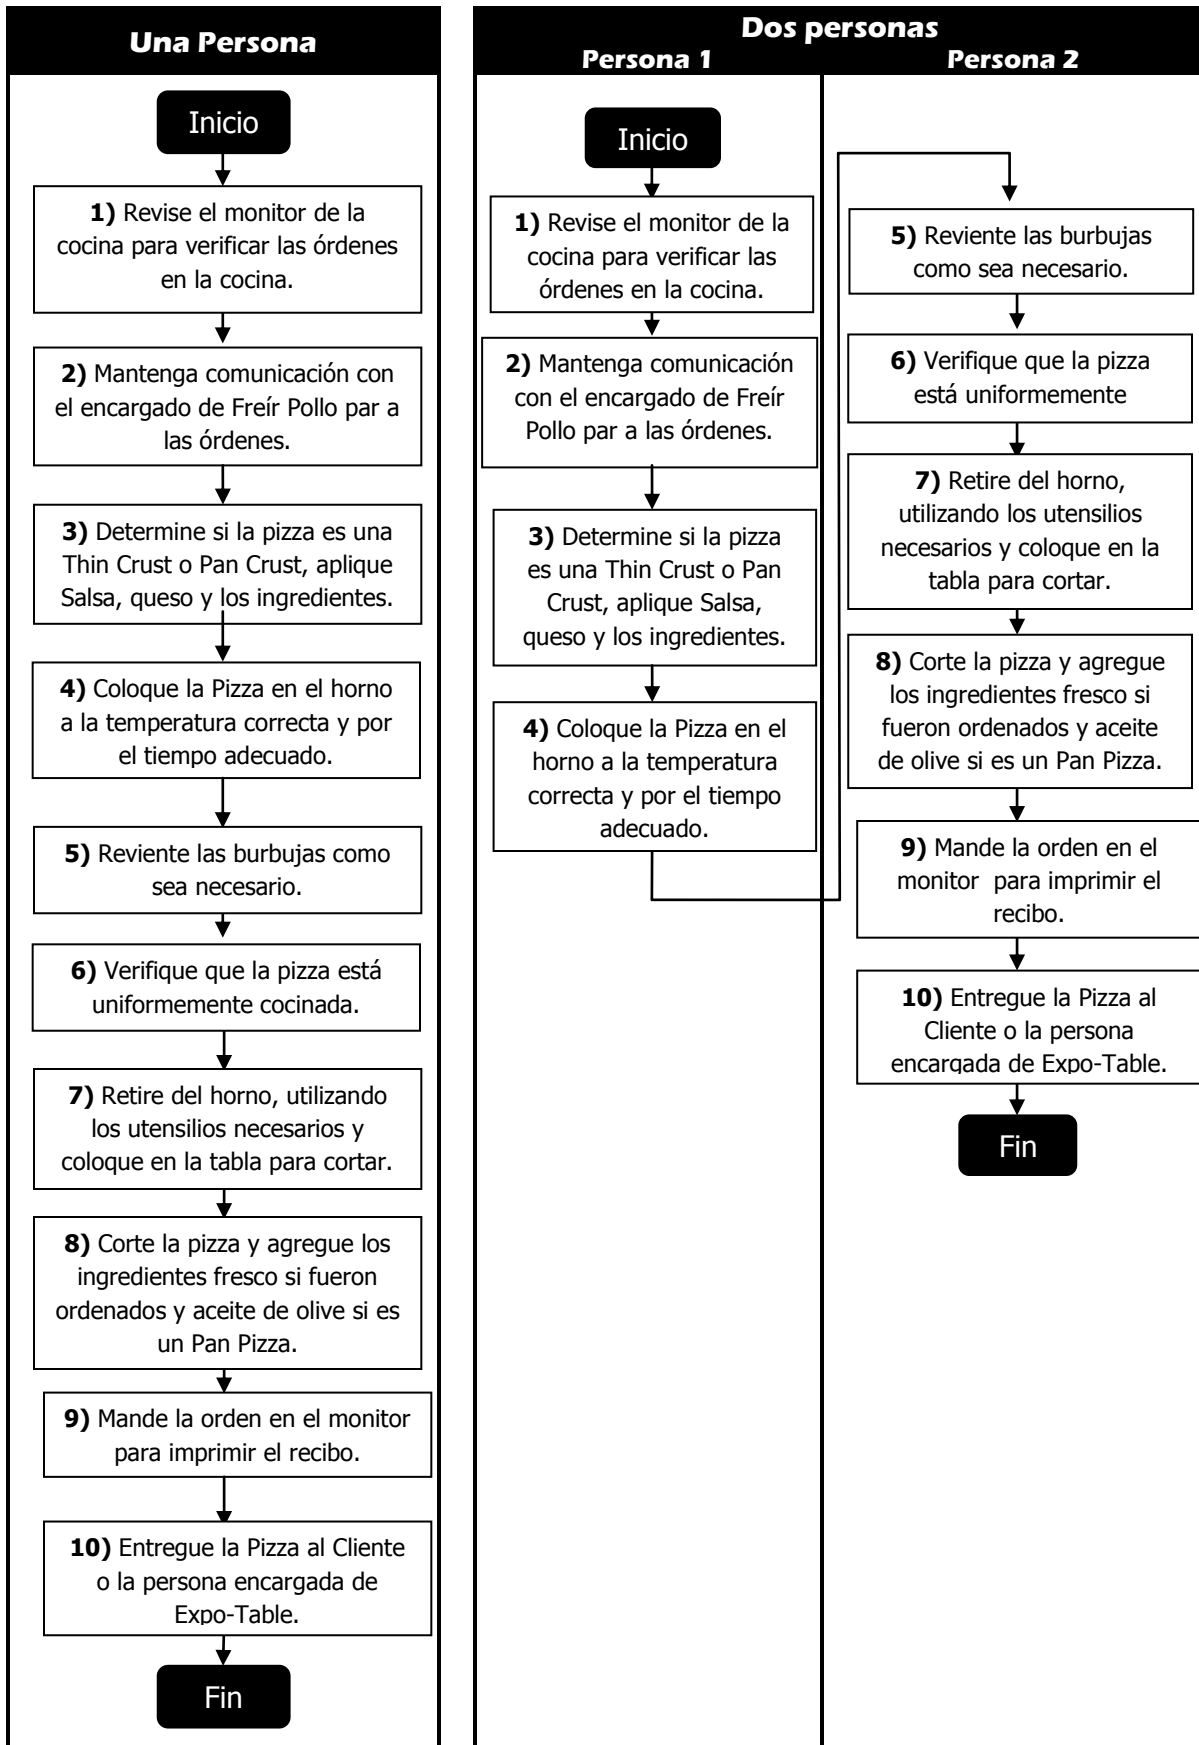 Una Persona
Inicio
1) Revise el monitor de la
cocina para verificar las órdenes
en la cocina.
2) Mantenga comunicación con
el encargado de Freír Pollo par a
las órdenes.
3) Determine si la pizza es una
Thin Crust o Pan Crust, aplique
Salsa, queso y los ingredientes.
4) Coloque la Pizza en el horno
a la temperatura correcta y por
el tiempo adecuado.
5) Reviente las burbujas como
sea necesario.
6) Verifique que la pizza está
uniformemente cocinada.
7) Retire del horno, utilizando
los utensilios necesarios y
coloque en la tabla para cortar.
8) Corte la pizza y agregue los
ingredientes fresco si fueron
ordenados y aceite de olive si es
un Pan Pizza.
9) Mande la orden en el monitor
para imprimir el recibo.
10) Entregue la Pizza al Cliente
o la persona encargada de
Expo-Table.
Fin
Dos personas
Persona 1
Inicio
1) Revise el monitor de la
cocina para verificar las
órdenes en la cocina.
2) Mantenga comunicación
con el encargado de Freír
Pollo par a las órdenes.
3) Determine si la pizza
es una Thin Crust o Pan
Crust, aplique Salsa,
queso y los ingredientes.
4) Coloque la Pizza en el
horno a la temperatura
correcta y por el tiempo
adecuado.
Persona 2
5) Reviente las burbujas
como sea necesario.
6) Verifique que la pizza
está uniformemente
7) Retire del horno,
utilizando los utensilios
necesarios y coloque en la
tabla para cortar.
8) Corte la pizza y agregue
los ingredientes fresco si
fueron ordenados y aceite
de olive si es un Pan Pizza.
9) Mande la orden en el
monitor para imprimir el
recibo.
10) Entregue la Pizza al
Cliente o la persona
encargada de Expo-Table.
Fin